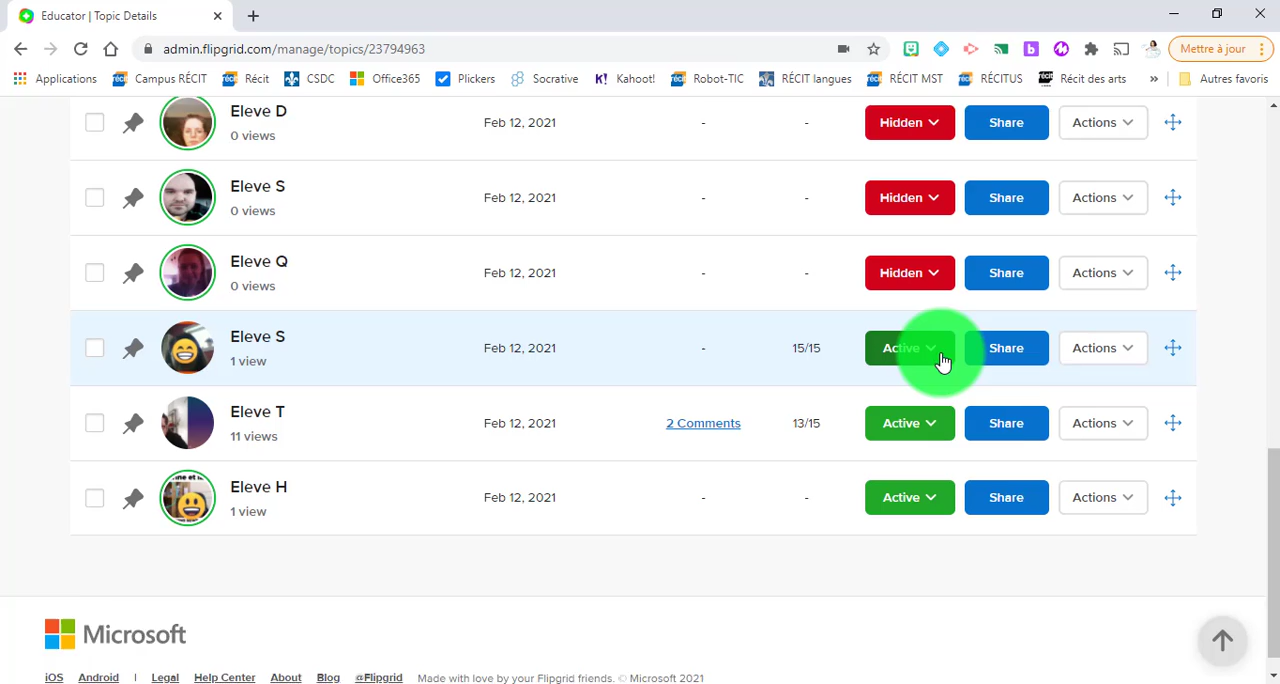 Educator | Topic Details
admin.flipgrid.com/manage/topics/23794963
Mettre à jour
Applications
Campus RÉCIT
Récit
CSDC
Office365
Plickers
Socrative
Kahoot!
Robot-TIC
RÉCIT langues
RÉCIT MST
RÉCITUS
Récit des arts
»
Autres favoris
Eleve D
0 views
Feb 12, 2021
-
-
Hidden
Share
Actions
Eleve S
0 views
Feb 12, 2021
-
-
Hidden
Share
Actions
Eleve Q
0 views
Feb 12, 2021
-
-
Hidden
Share
Actions
Eleve S
1 view
Feb 12, 2021
-
15/15
Active
Share
Actions
Eleve T
11 views
Feb 12, 2021
2 Comments
13/15
Active
Share
Actions
Eleve H
1 view
Feb 12, 2021
-
-
Active
Share
Actions
Microsoft
iOS
Android
|
Legal
Help Center
About
Blog
@Flipgrid
Made with love by your Flipgrid friends. © Microsoft 2021